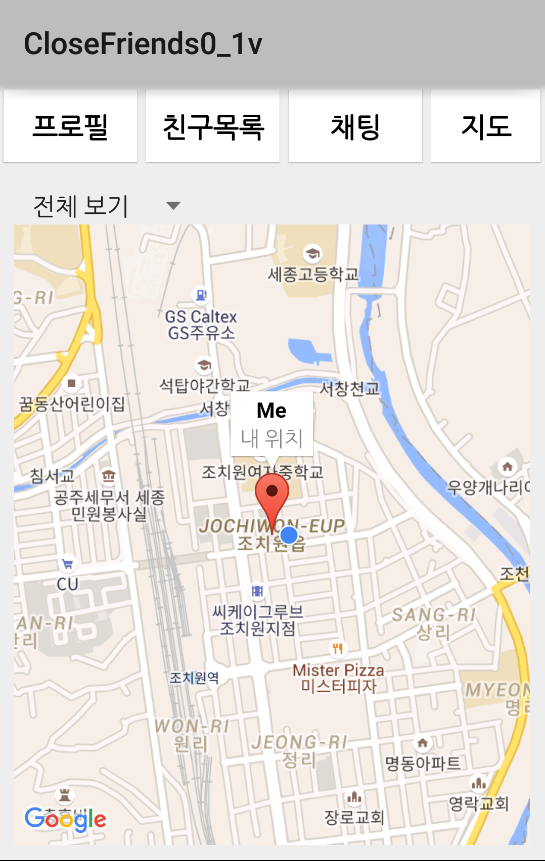 CloseFriends0_1v
프로필
친구목록
채팅
지도
전체 보기
세종고등학교
G-RI
GS Caltex
GS주유소
석탑야간학교
서창천교
꿈동산어린이집
서창
Me
내 위치
침서교
조치원여자중학교
공주세무서 세종
민원봉사실
우양개나리
JOCHIWON-EUP
조치원읍
CU
조천
씨케이그루브
조치원지점
AN-RI
리
SANG-RI
상리
조치원역
Mister Pizza
미스터피자
MYEON
명
WON-RI
원리
JEONG-RI
정리
명동아파트
영락교회
장로교회
Google